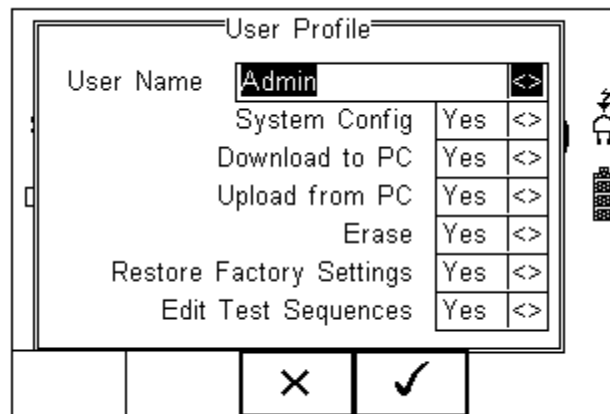 User Profile
User Name Admin <>
System Config Yes <>
Download to PC Yes <>
Upload from PC Yes <>
Erase Yes <>
Restore Factory Settings Yes <>
Edit Test Sequences Yes <>